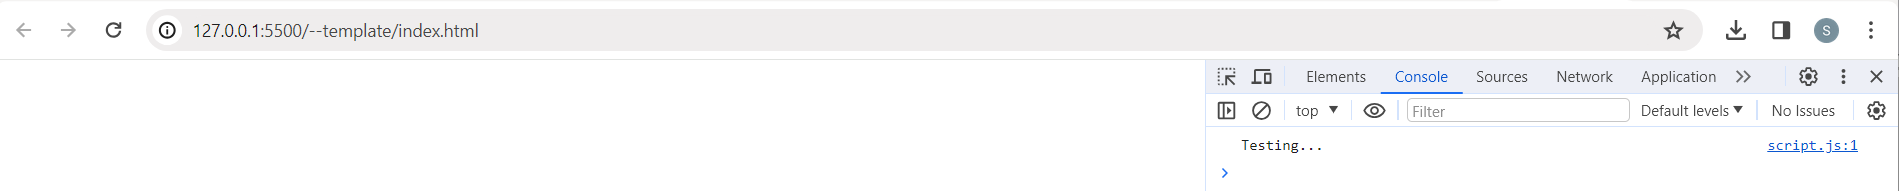 127.0.0.1:5500/--template/index.html
S
Elements Console Sources Network Application
top Filter Default levels No Issues
Testing... script.js:1